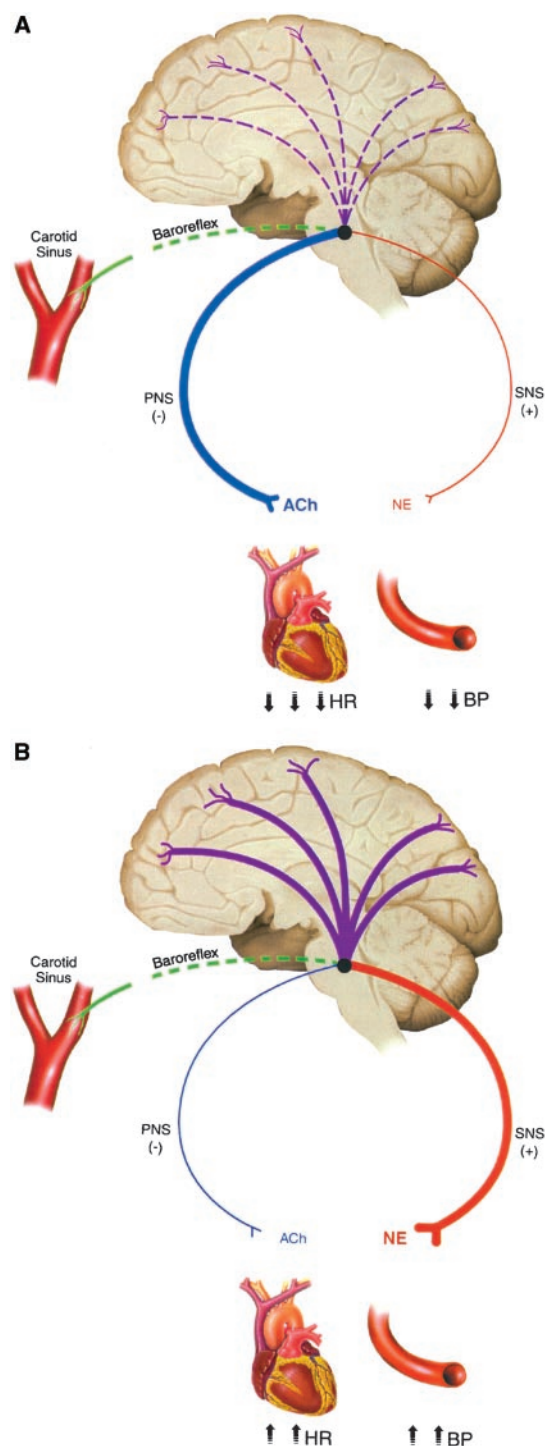 A
Carotid
Sinus
Baroreflex
PNS
(-)
SNS
(+)
ACh
NE
HR
BP
B
Carotid
Sinus
Baroreflex
PNS
(-)
SNS
(+)
ACh
NE
HR
BP